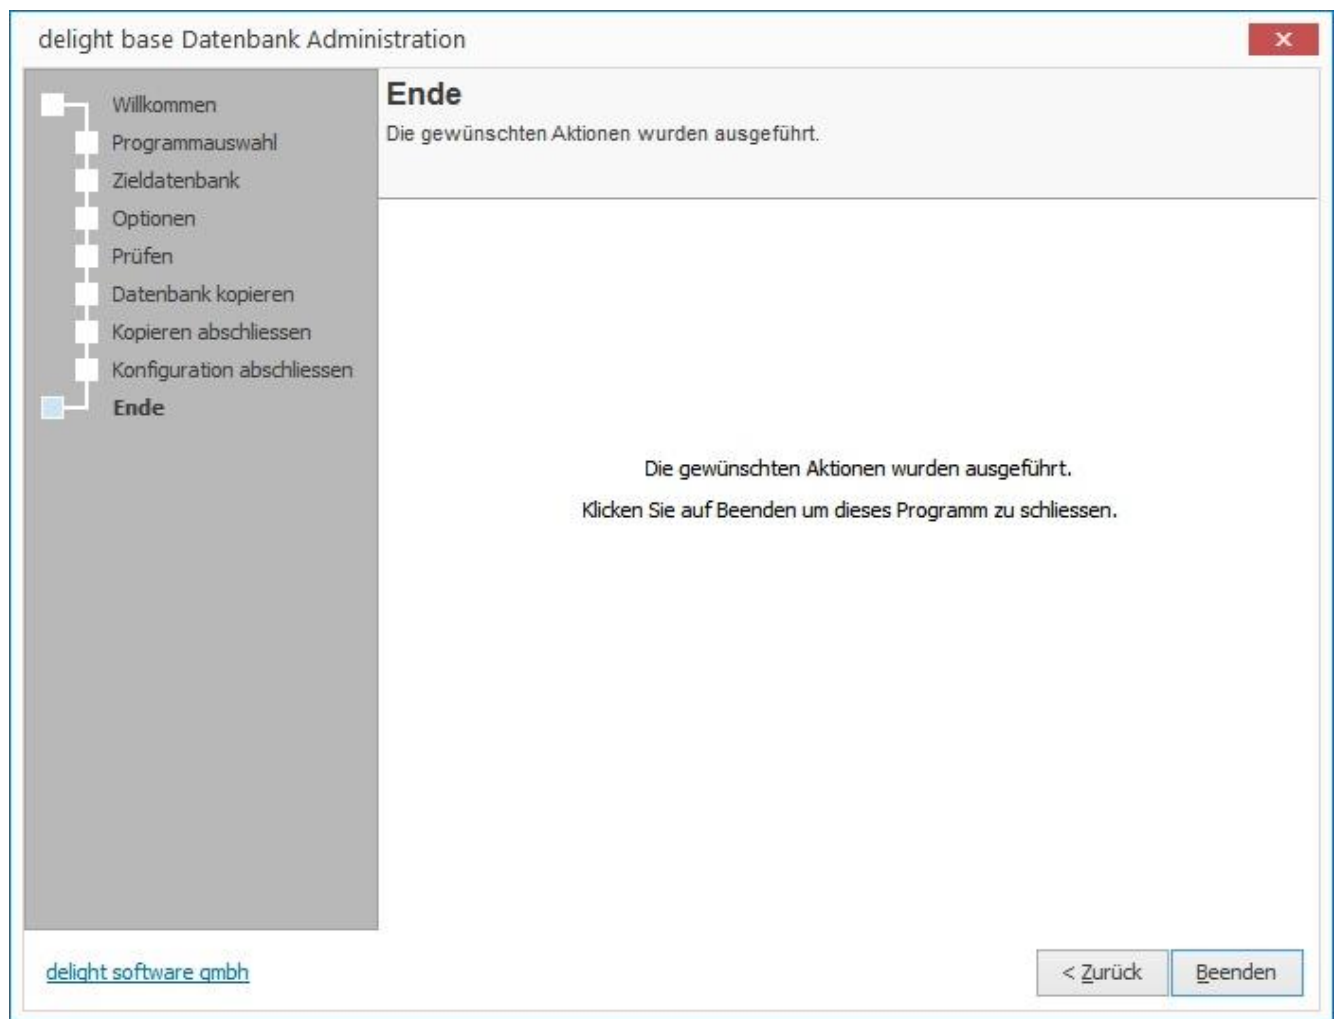 delight base Datenbank Administration
Willkommen
Programmauswahl
Zieldatenbank
Optionen
Prüfen
Datenbank kopieren
Kopieren abschliessen
Konfiguration abschliessen
Ende
Ende
Die gewünschten Aktionen wurden ausgeführt.
Die gewünschten Aktionen wurden ausgeführt.
Klicken Sie auf Beenden um dieses Programm zu schliessen.
delight software gmbh
< Zurück
Beenden